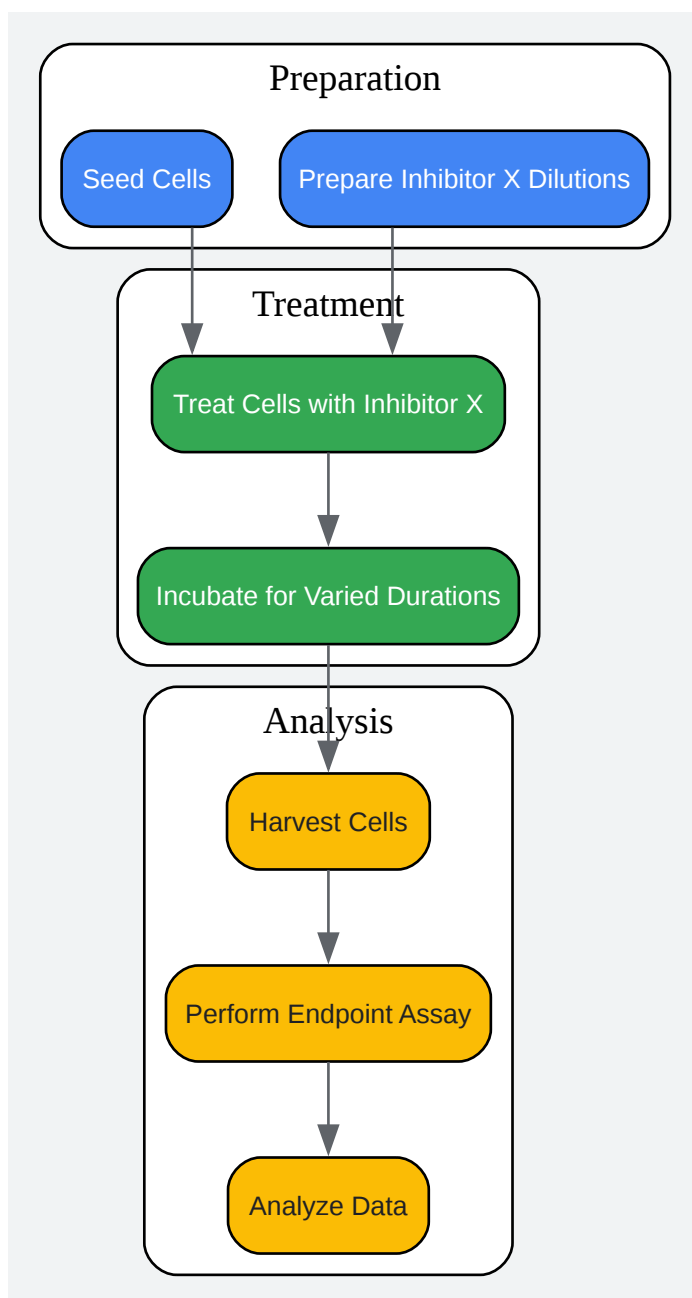 Preparation
Seed Cells
Prepare Inhibitor X Dilutions
Treatment
Treat Cells with Inhibitor X
Incubate for Varied Durations
Analysis
Harvest Cells
Perform Endpoint Assay
Analyze Data